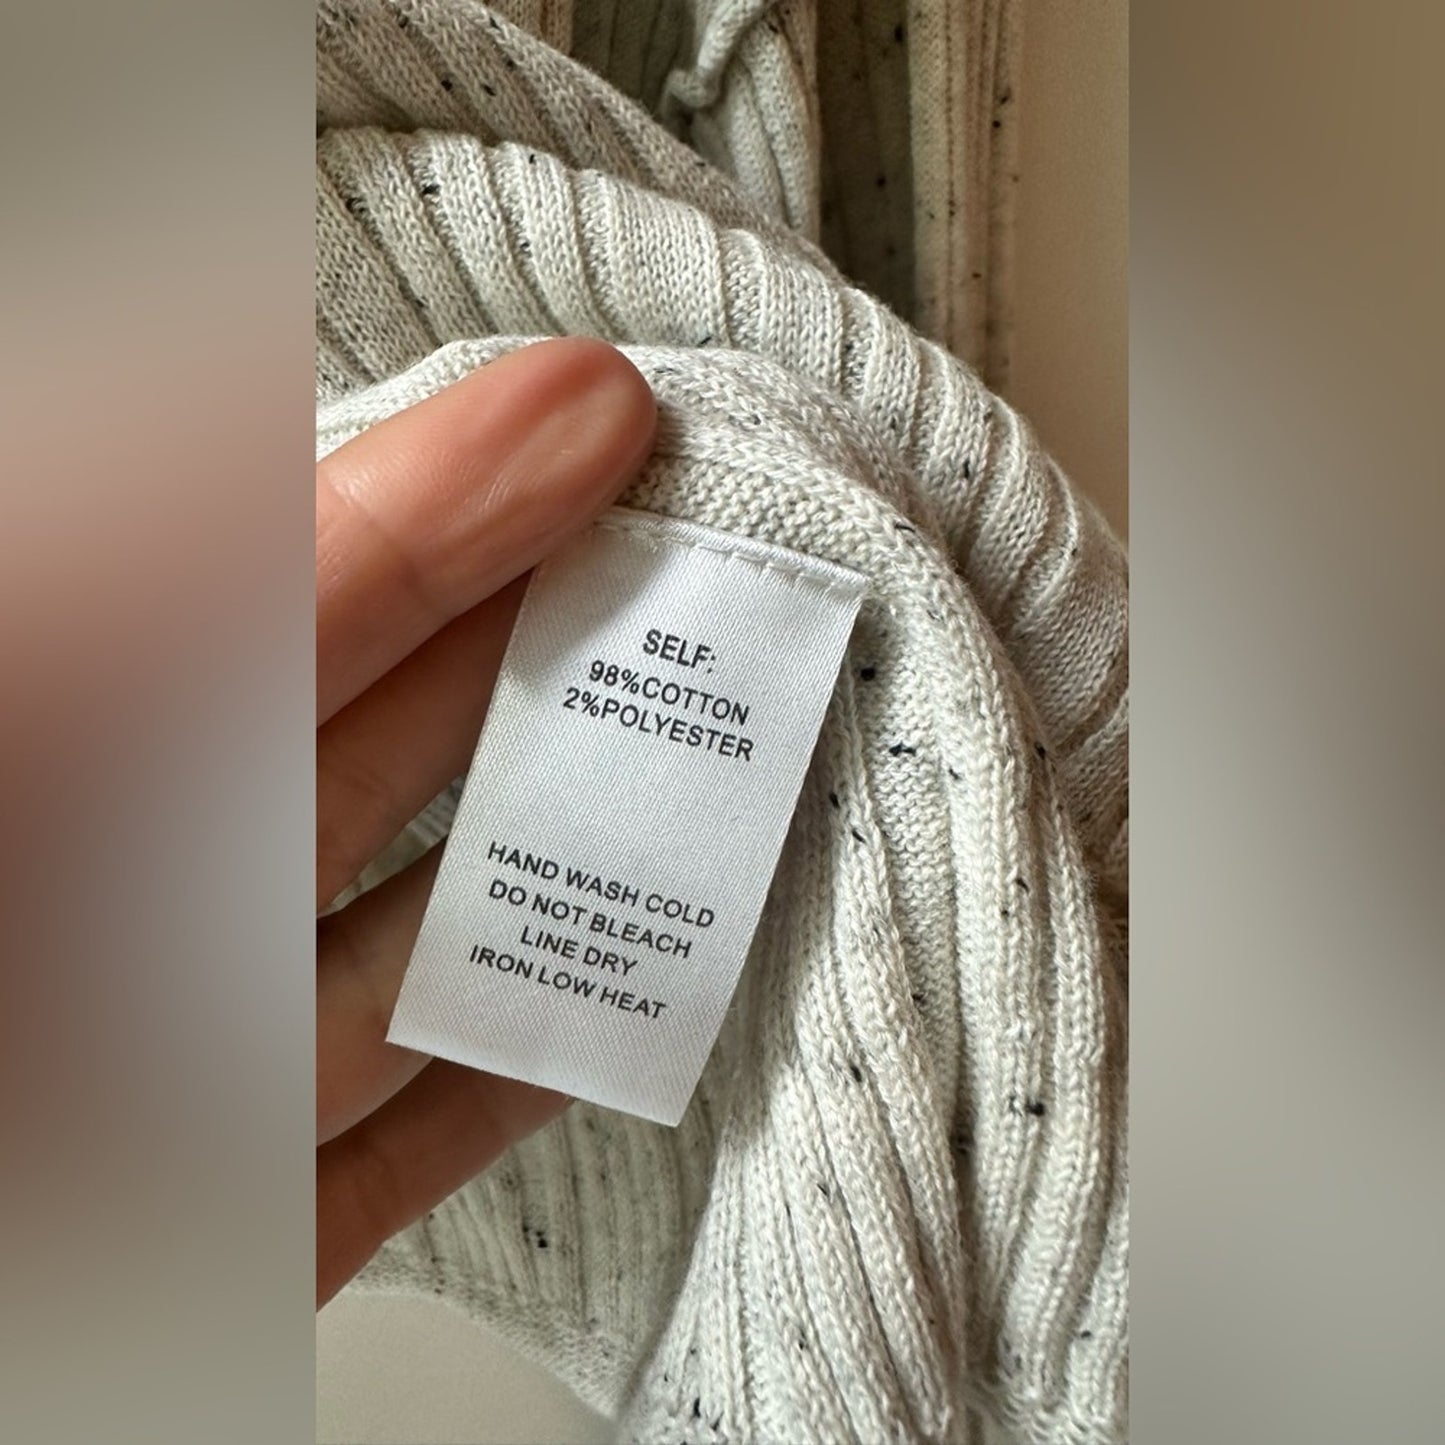 SELF:
98%COTTON
2%POLYESTER
HAND WASH COLD
DO NOT BLEACH
LINE DRY
IRON LOW HEAT